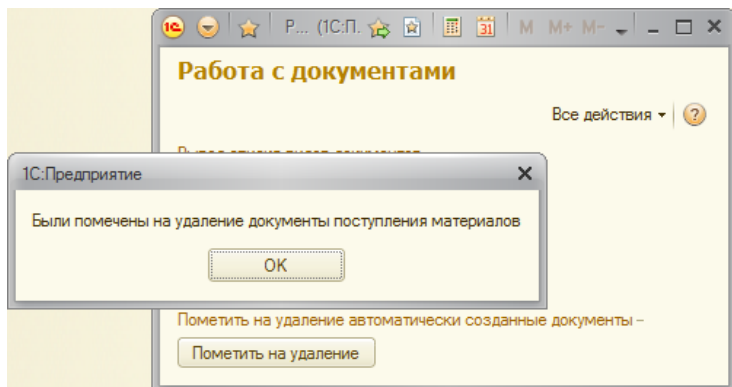 Р... (1С:П.
31 M M+ M-
Работа с документами
Все действия
1С:Предприятие
Были помечены на удаление документы поступления материалов
OK
Пометить на удаление автоматически созданные документы –
Пометить на удаление